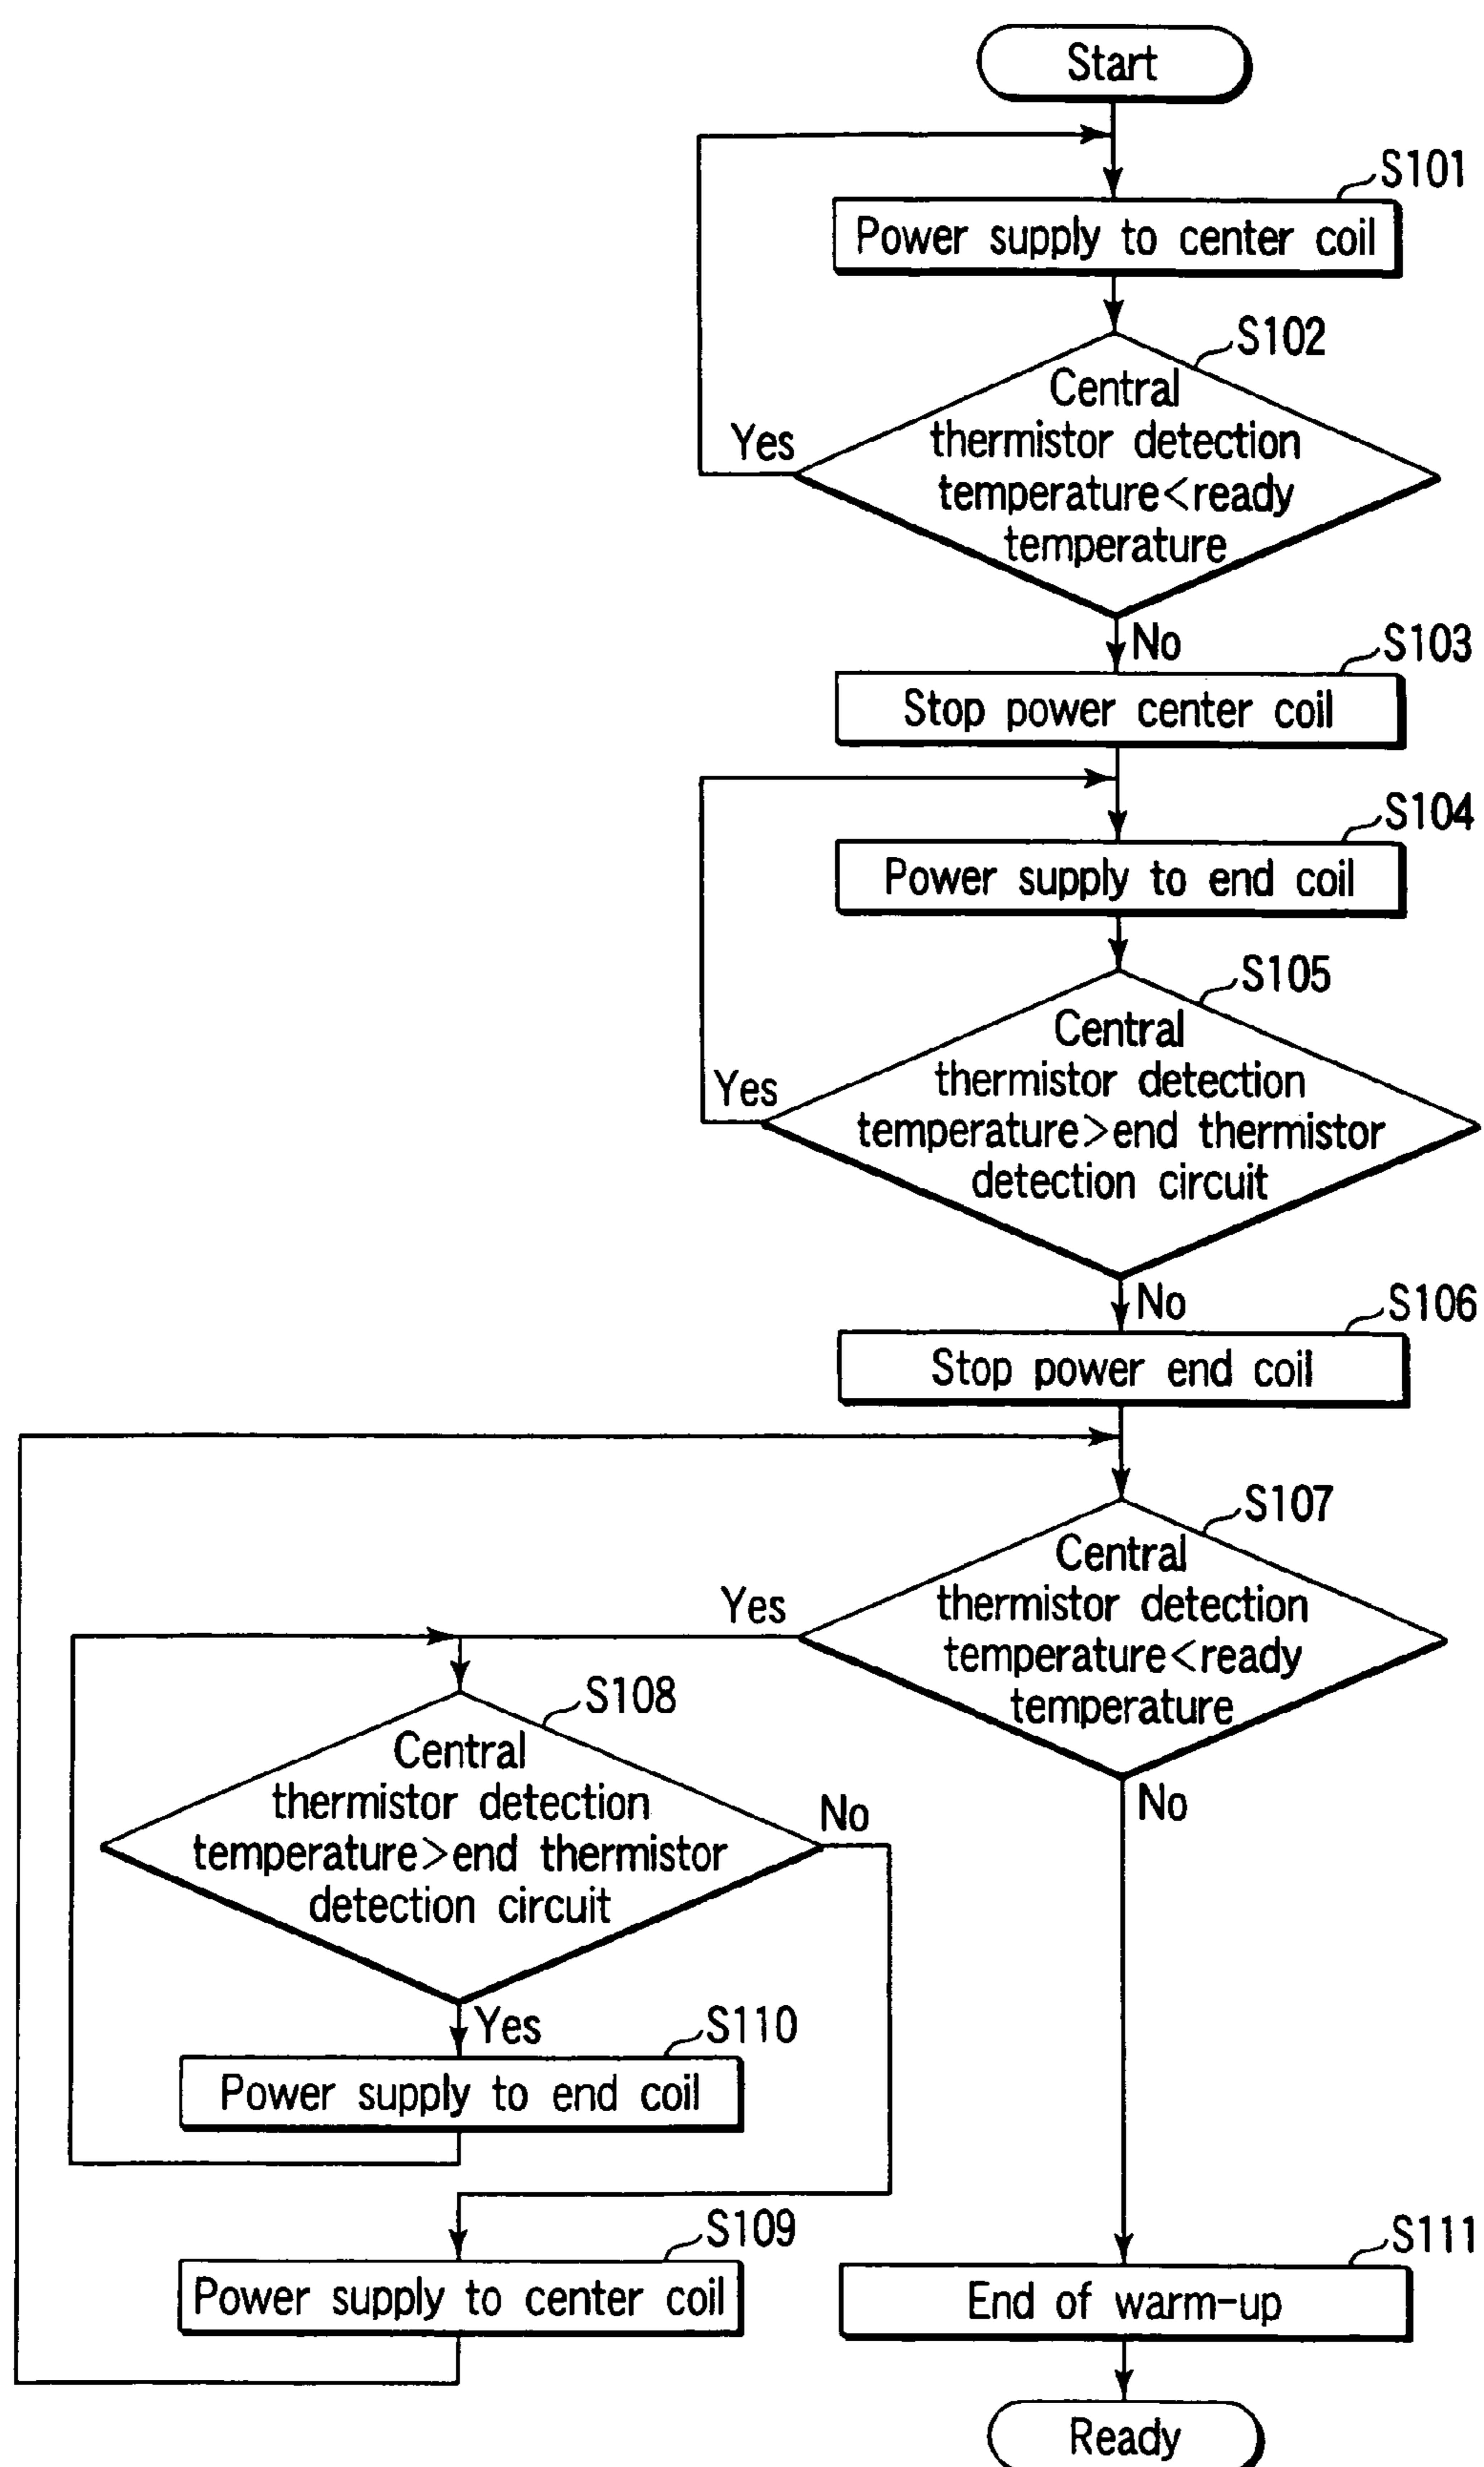 Start
S101
Power supply to center coil
S102
Central
thermistor detection
temperature<ready
temperature
Yes
No
S103
Stop power center coil
S104
Power supply to end coil
S105
Central
thermistor detection
temperature>end thermistor
detection circuit
Yes
No
S106
Stop power end coil
S107
Central
thermistor detection
temperature<ready
temperature
Yes
No
S108
Central
thermistor detection
temperature>end thermistor
detection circuit
No
Yes
S110
Power supply to end coil
S109
Power supply to center coil
S111
End of warm-up
Ready